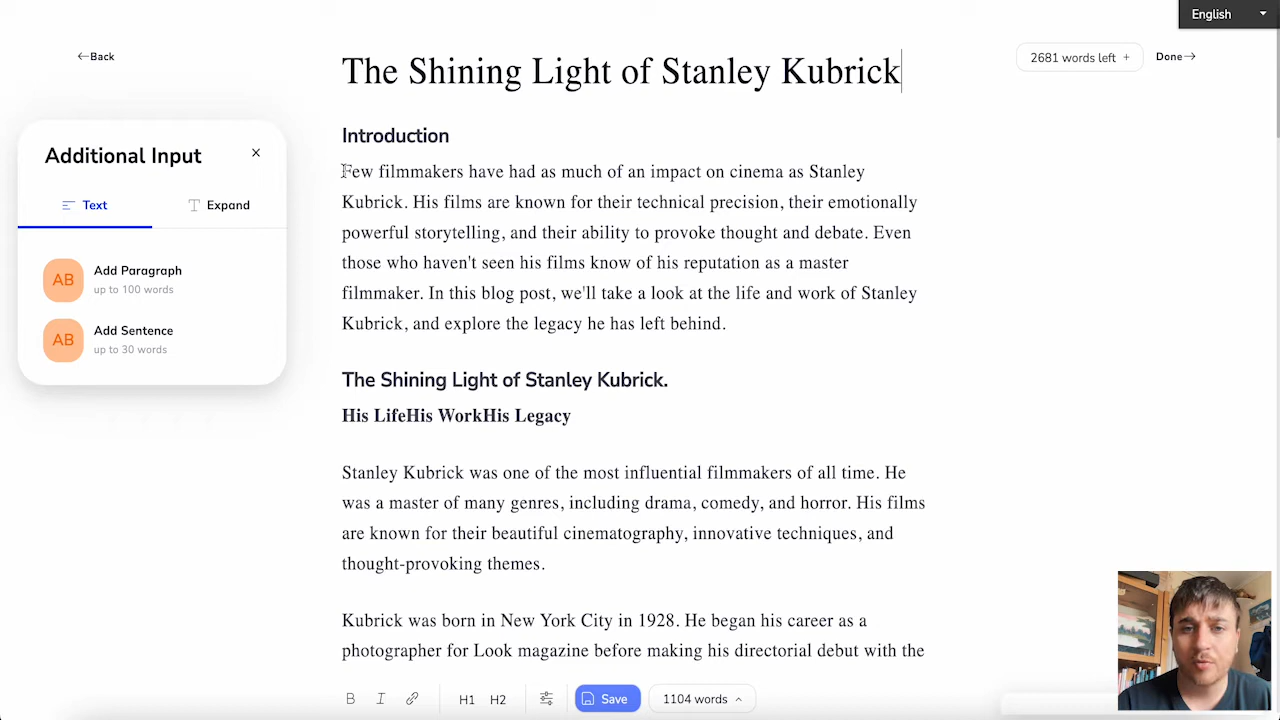 English
←Back
The Shining Light of Stanley Kubrick
2681 words left +
Done→
Additional Input
×
Text
Expand
AB
Add Paragraph
up to 100 words
AB
Add Sentence
up to 30 words
Introduction
Few filmmakers have had as much of an impact on cinema as Stanley
Kubrick. His films are known for their technical precision, their emotionally
powerful storytelling, and their ability to provoke thought and debate. Even
those who haven't seen his films know of his reputation as a master
filmmaker. In this blog post, we'll take a look at the life and work of Stanley
Kubrick, and explore the legacy he has left behind.
The Shining Light of Stanley Kubrick.
His LifeHis WorkHis Legacy
Stanley Kubrick was one of the most influential filmmakers of all time. He
was a master of many genres, including drama, comedy, and horror. His films
are known for their beautiful cinematography, innovative techniques, and
thought-provoking themes.
Kubrick was born in New York City in 1928. He began his career as a
photographer for Look magazine before making his directorial debut with the
B I H1 H2 Save 1104 words